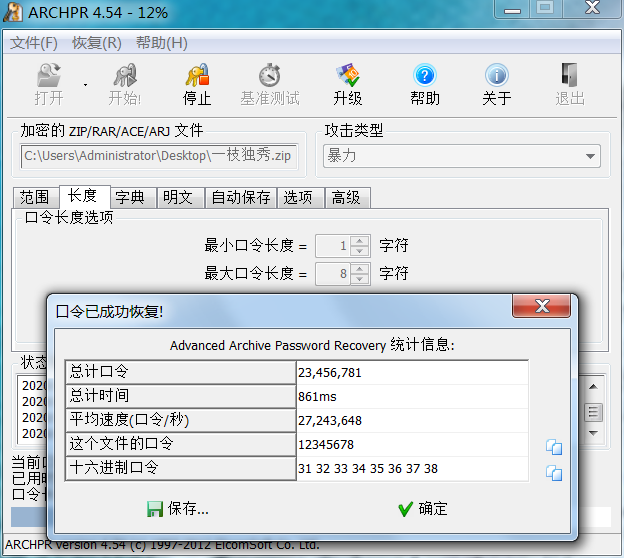 ARCHPR 4.54 - 12%
文件(F) 恢复(R) 帮助(H)
打开 开始! 停止 基准测试 升级 帮助 关于 退出
加密的 ZIP/RAR/ACE/ARJ 文件 攻击类型
C:\Users\Administrator\Desktop\一枝独秀.zip 暴力
范围 长度 字典 明文 自动保存 选项 高级
口令长度选项
最小口令长度 = 1 字符
最大口令长度 = 8 字符
口令已成功恢复!
Advanced Archive Password Recovery 统计信息:
总计口令 23,456,781
总计时间 861ms
平均速度(口令/秒) 27,243,648
这个文件的口令 12345678
十六进制口令 31 32 33 34 35 36 37 38
保存... 确定
状态
202
202
202
202
当前口
已用时
口令长
ARCHPR version 4.54 (c) 1997-2012 ElcomSoft Co. Ltd.